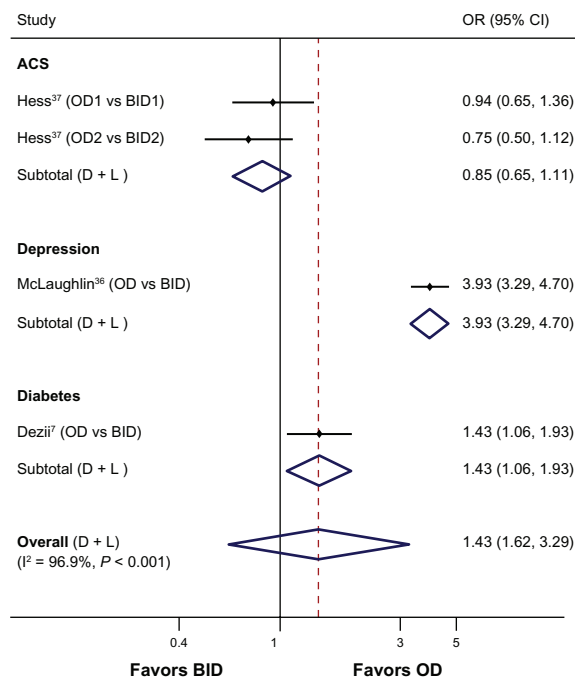 Study OR (95% CI)
ACS
Hess³⁷ (OD1 vs BID1) 0.94 (0.65, 1.36)
Hess³⁷ (OD2 vs BID2) 0.75 (0.50, 1.12)
Subtotal (D + L ) 0.85 (0.65, 1.11)
Depression
McLaughlin³⁶ (OD vs BID) 3.93 (3.29, 4.70)
Subtotal (D + L ) 3.93 (3.29, 4.70)
Diabetes
Dezii⁷ (OD vs BID) 1.43 (1.06, 1.93)
Subtotal (D + L ) 1.43 (1.06, 1.93)
Overall (D + L) 1.43 (1.62, 3.29)
(I² = 96.9%, P < 0.001)
0.4 1 3 5
Favors BID Favors OD